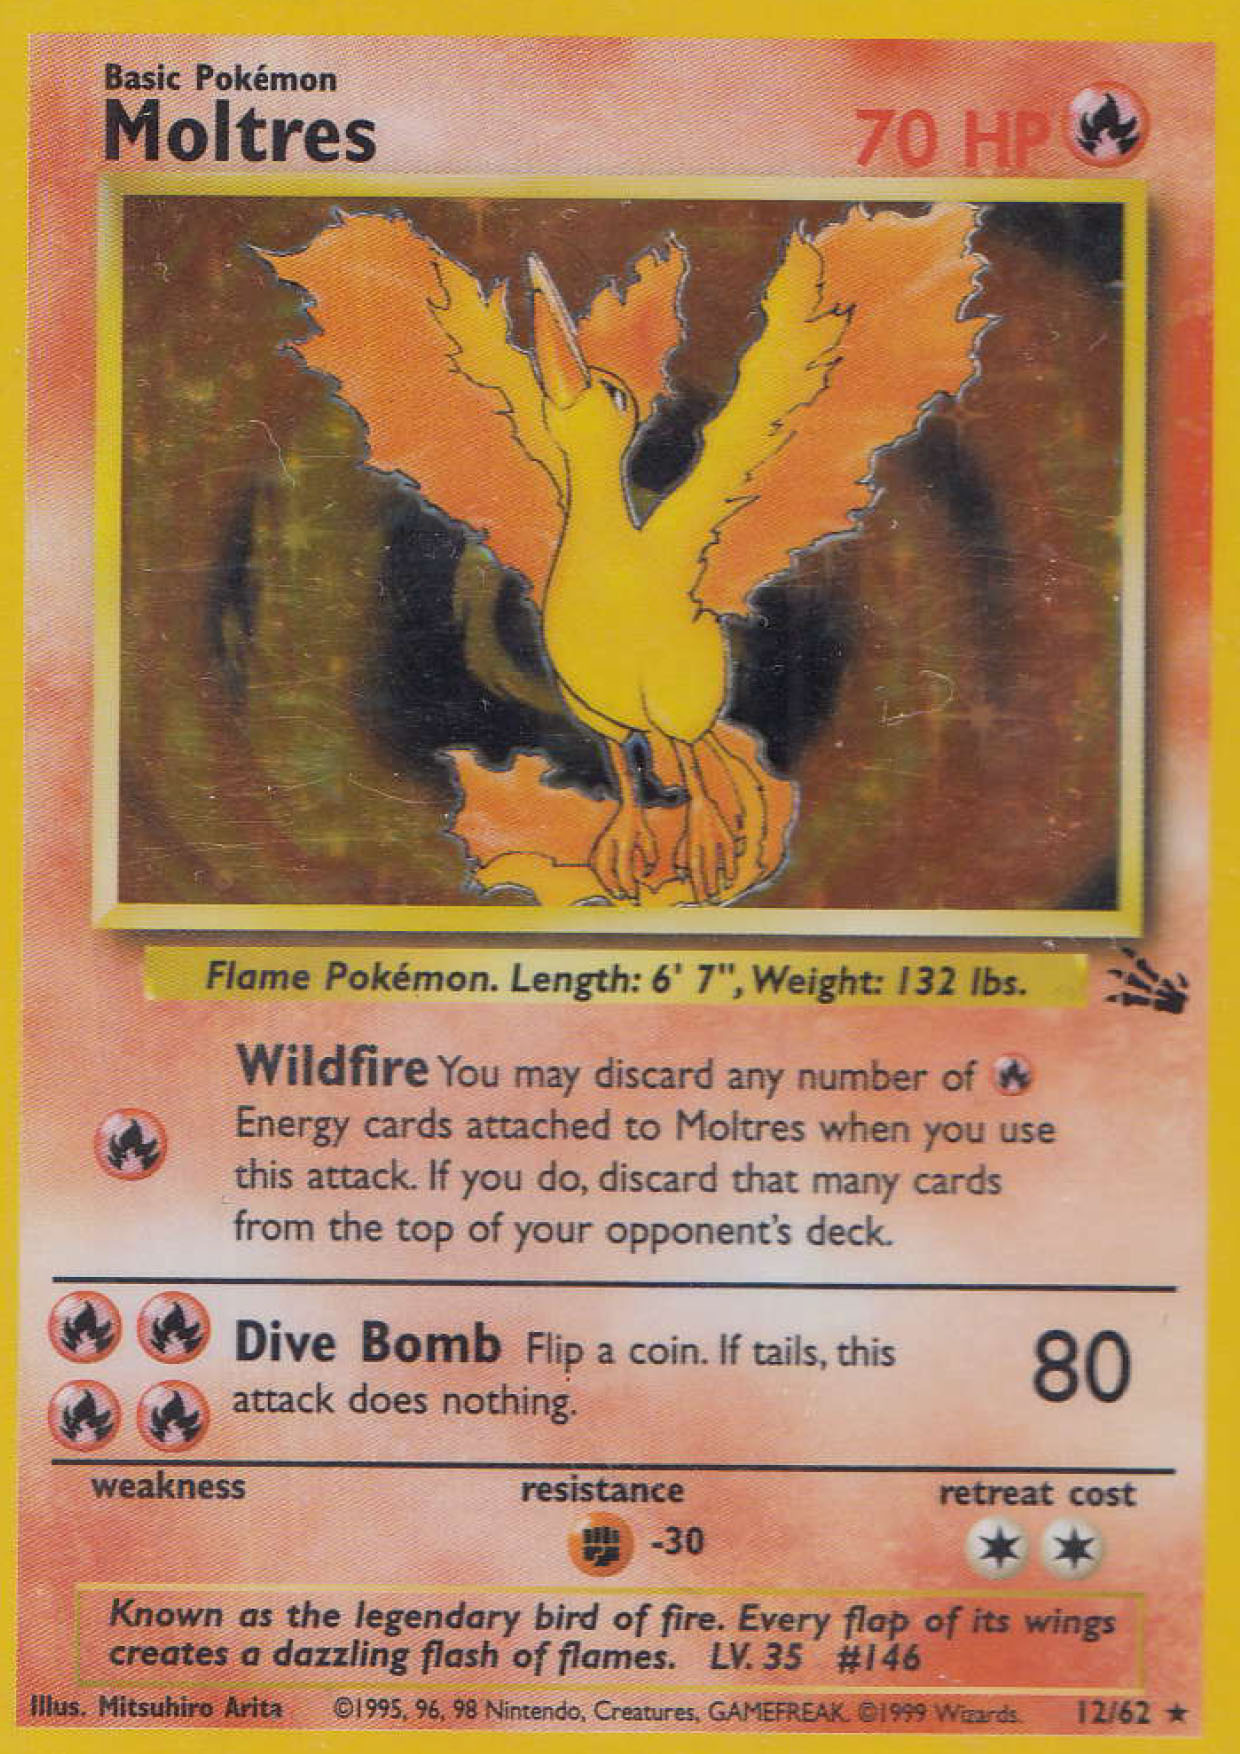 Basic Pokémon
Moltres
70 HP
Flame Pokémon. Length: 6' 7", Weight: 132 lbs.
Wildfire You may discard any number of
Energy cards attached to Moltres when you use
this attack. If you do, discard that many cards
from the top of your opponent's deck.
Dive Bomb Flip a coin. If tails, this
attack does nothing.
80
weakness resistance retreat cost
-30
Known as the legendary bird of fire. Every flap of its wings
creates a dazzling flash of flames. LV. 35 #146
Illus. Mitsuhiro Arita ©1995, 96, 98 Nintendo, Creatures, GAMEFREAK. ©1999 Wizards. 12/62 ★